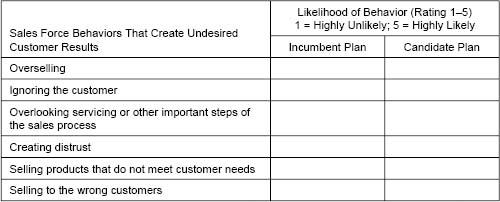 Sales Force Behaviors That Create Undesired
Customer Results
Likelihood of Behavior (Rating 1–5)
1 = Highly Unlikely; 5 = Highly Likely
Incumbent Plan
Candidate Plan
Overselling
Ignoring the customer
Overlooking servicing or other important steps of
the sales process
Creating distrust
Selling products that do not meet customer needs
Selling to the wrong customers